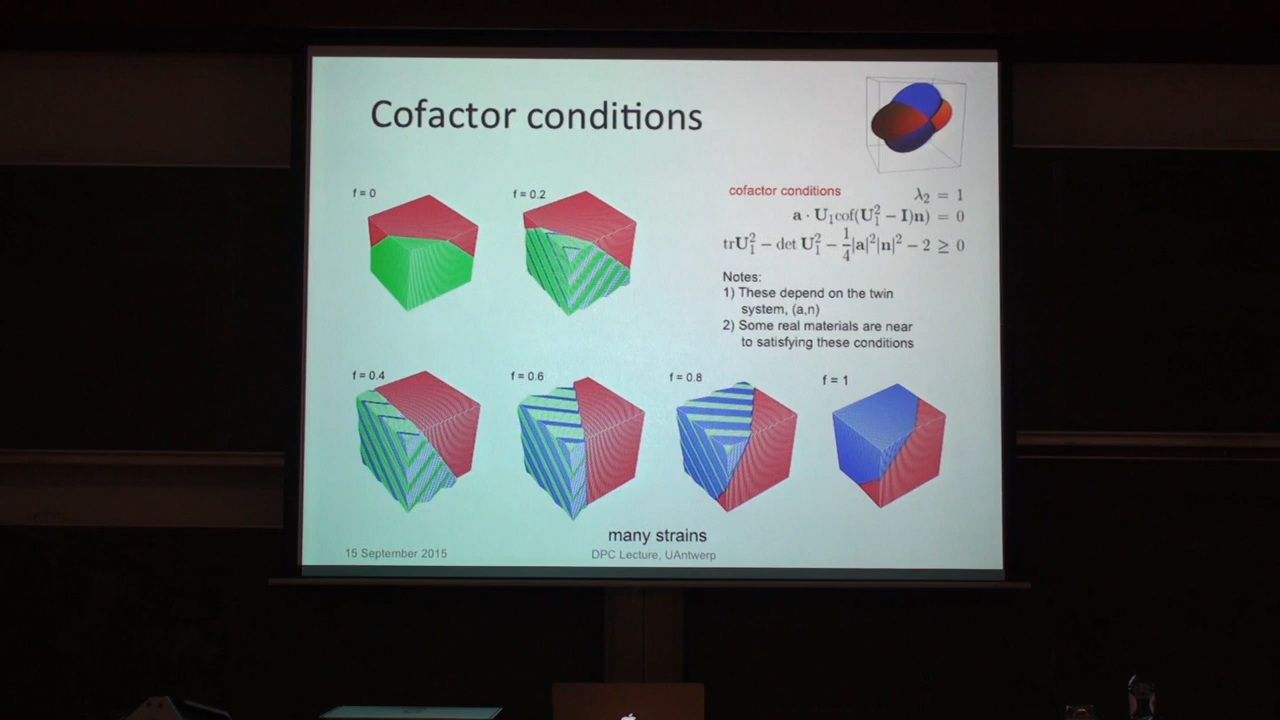 Cofactor conditions
f = 0
f = 0.2
cofactor conditions
λ₂ = 1
a · U₁cof(U₁² − I)n) = 0
trU₁² − det U₁² − 1/4|a|²|n|² − 2 ≥ 0
Notes:
1) These depend on the twin
system, (a,n)
2) Some real materials are near
to satisfying these conditions
f = 0.4
f = 0.6
f = 0.8
f = 1
many strains
15 September 2015
DPC Lecture, UAntwerp